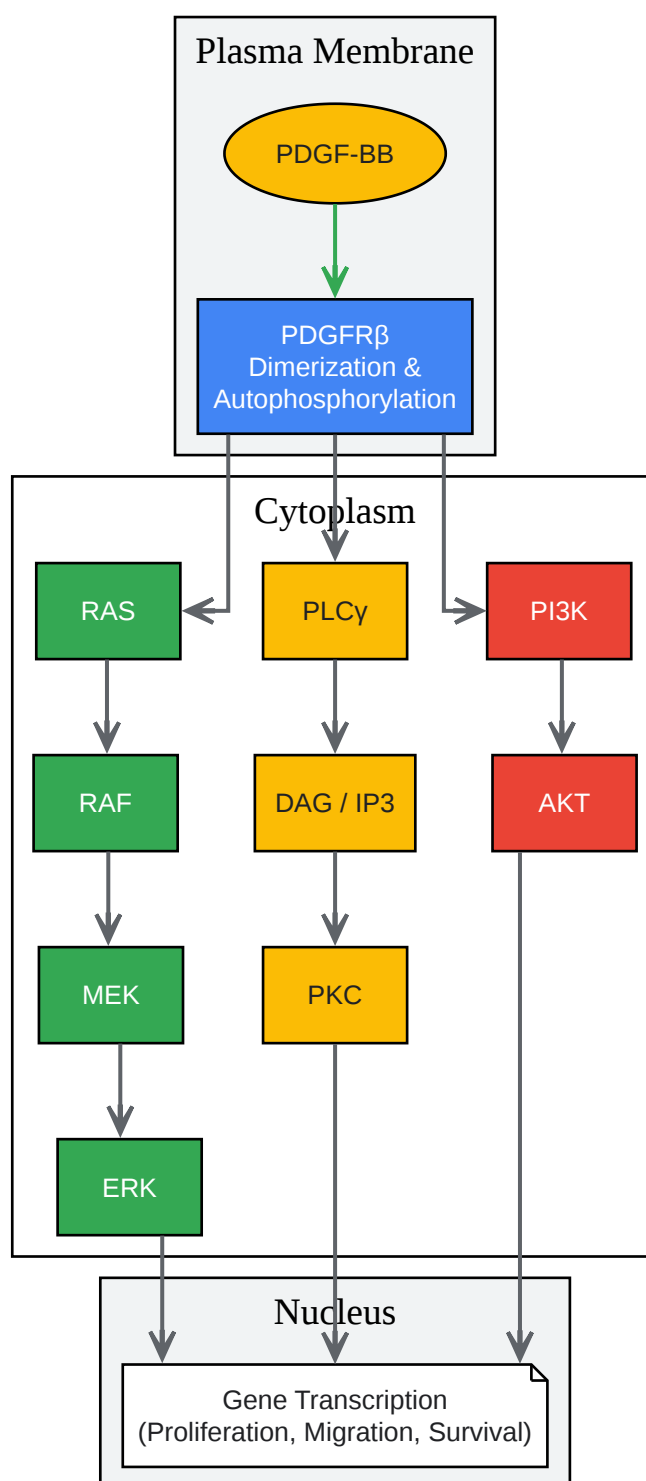 Plasma Membrane
PDGF-BB
PDGFRβ
Dimerization &
Autophosphorylation
Cytoplasm
RAS
PLCγ
PI3K
RAF
DAG / IP3
AKT
MEK
PKC
ERK
Nucleus
Gene Transcription
(Proliferation, Migration, Survival)